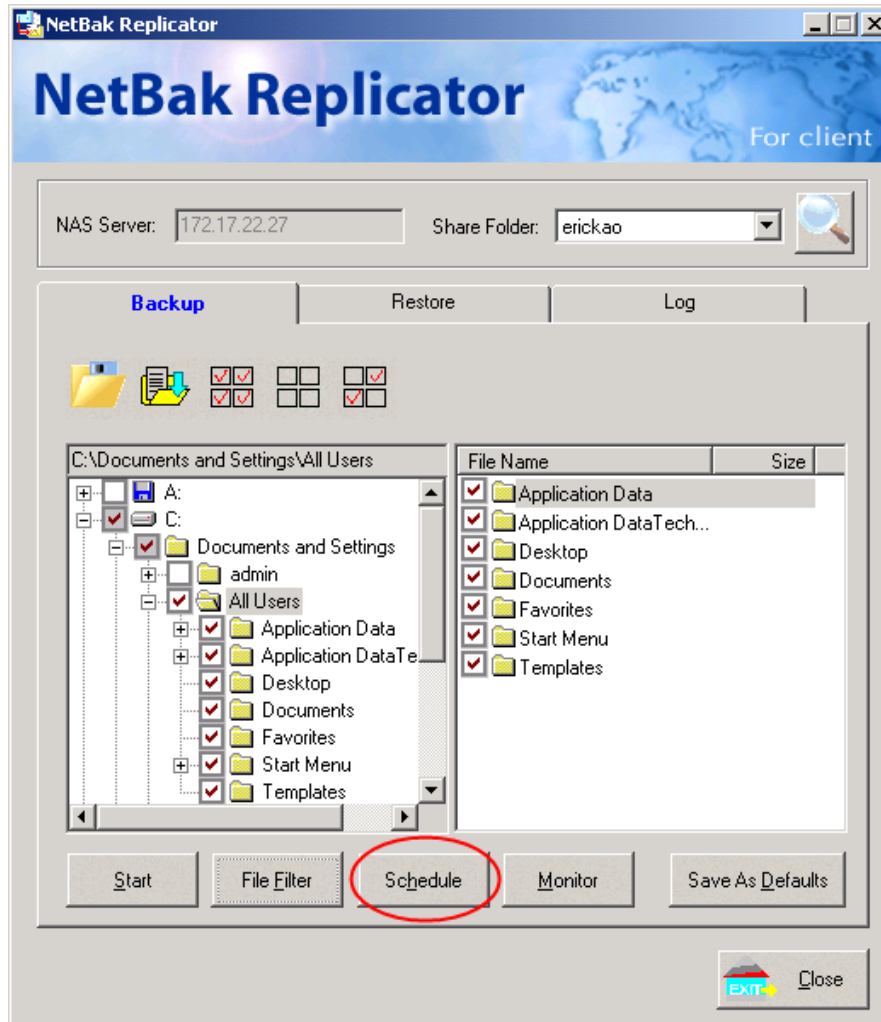 NetBak Replicator
NetBak Replicator
For client
NAS Server: 172.17.22.27 Share Folder: erickao
Backup Restore Log
C:\Documents and Settings\All Users
A:
C:
Documents and Settings
admin
All Users
Application Data
Application DataTe
Desktop
Documents
Favorites
Start Menu
Templates
File Name Size
Application Data
Application DataTech...
Desktop
Documents
Favorites
Start Menu
Templates
Start File Filter Schedule Monitor Save As Defaults
EXIT Close